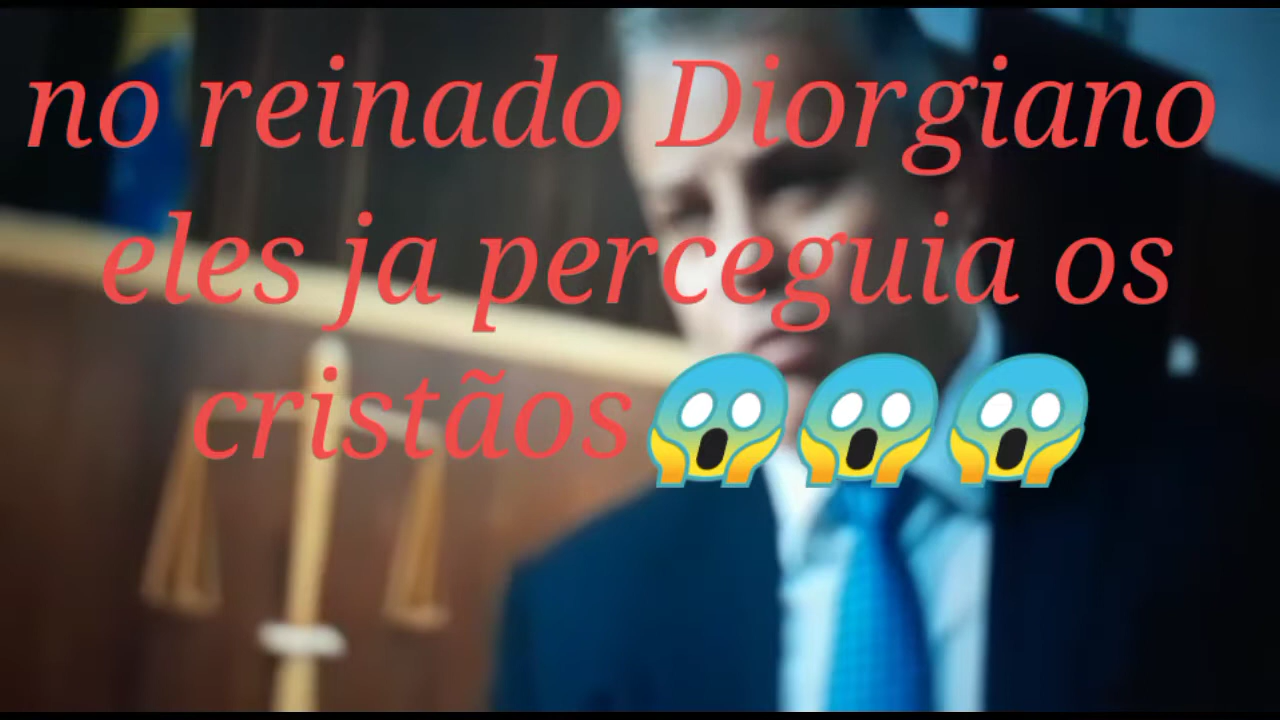 no reinado Diorgiano
eles ja perceguia os
cristãos😱😱😱